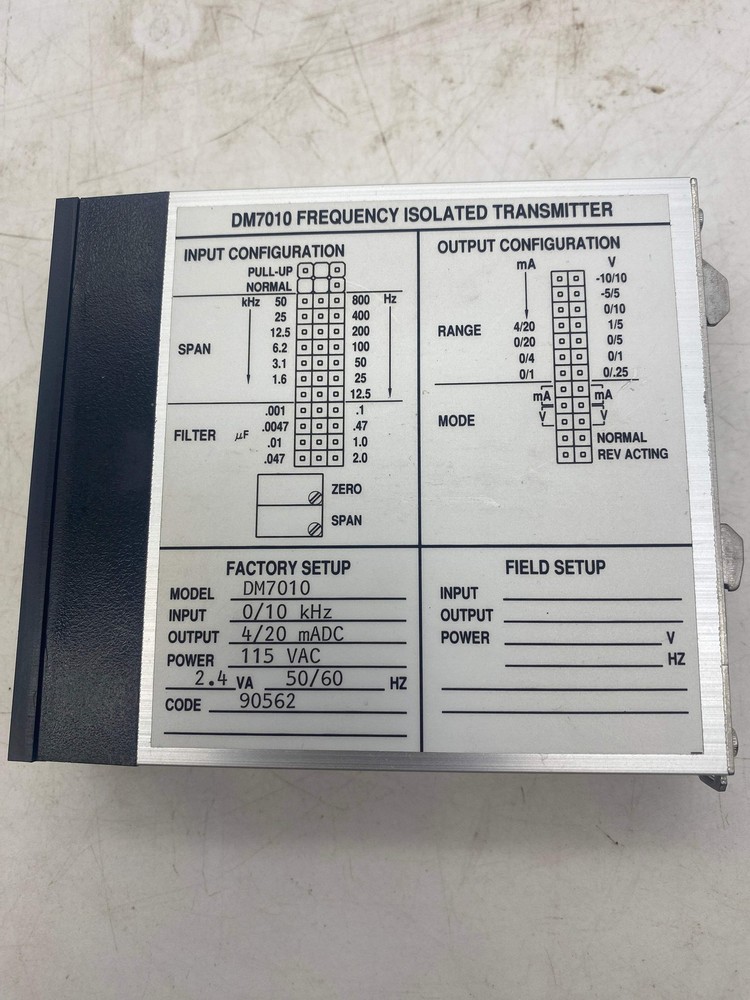 DM7010 FREQUENCY ISOLATED TRANSMITTER
INPUT CONFIGURATION
PULL-UP
NORMAL
kHz 50 800 Hz
25 400
12.5 200
SPAN 6.2 100
3.1 50
1.6 25
12.5
.001 .1
FILTER μF .0047 .47
.01 1.0
.047 2.0
ZERO
SPAN
OUTPUT CONFIGURATION
mA V
-10/10
-5/5
0/10
RANGE 4/20 1/5
0/20 0/5
0/4 0/1
0/1 0/.25
mA mA
MODE V V
NORMAL
REV ACTING
FACTORY SETUP
MODEL DM7010
INPUT 0/10 kHz
OUTPUT 4/20 mADC
POWER 115 VAC
2.4 VA 50/60 HZ
CODE 90562
FIELD SETUP
INPUT
OUTPUT
POWER V
HZ